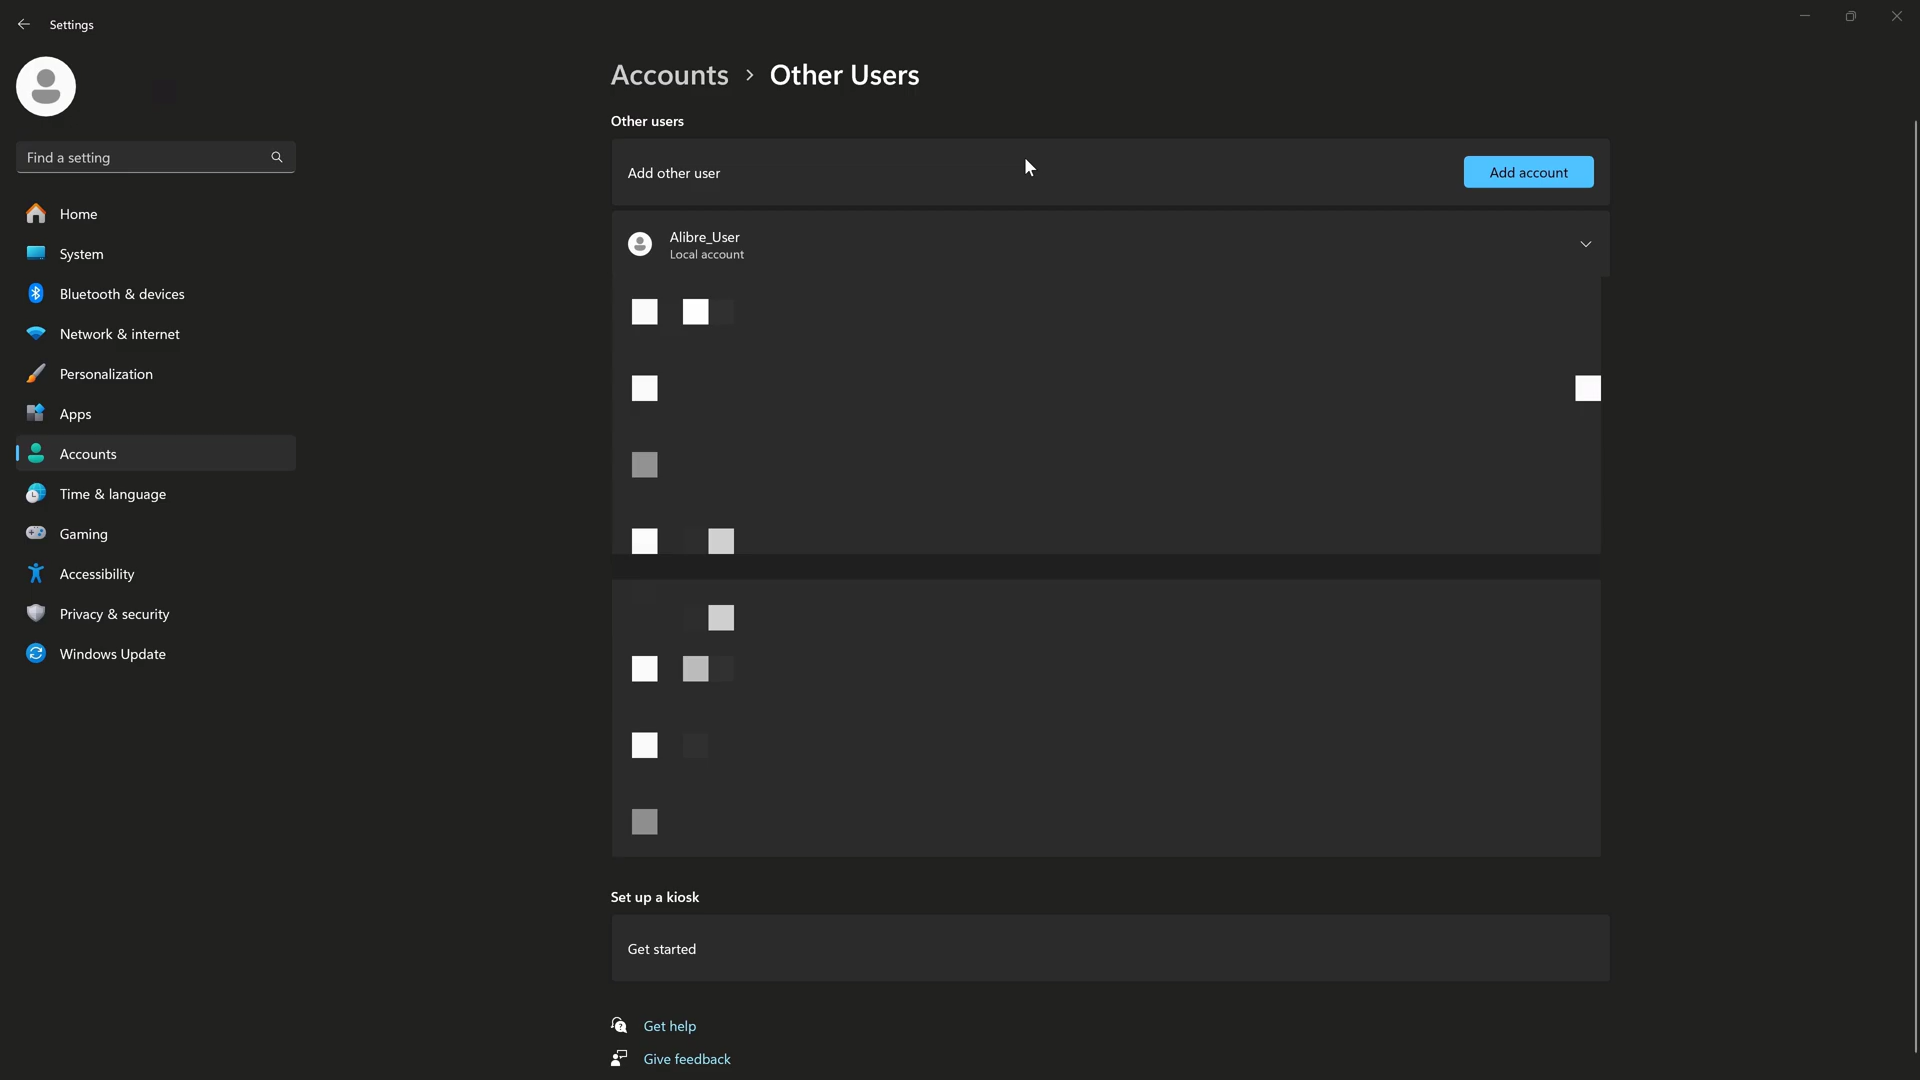 Settings
Find a setting
Home
System
Bluetooth & devices
Network & internet
Personalization
Apps
Accounts
Time & language
Gaming
Accessibility
Privacy & security
Windows Update
Accounts > Other Users
Other users
Add other user
Add account
Alibre_User
Local account
Set up a kiosk
Get started
Get help
Give feedback